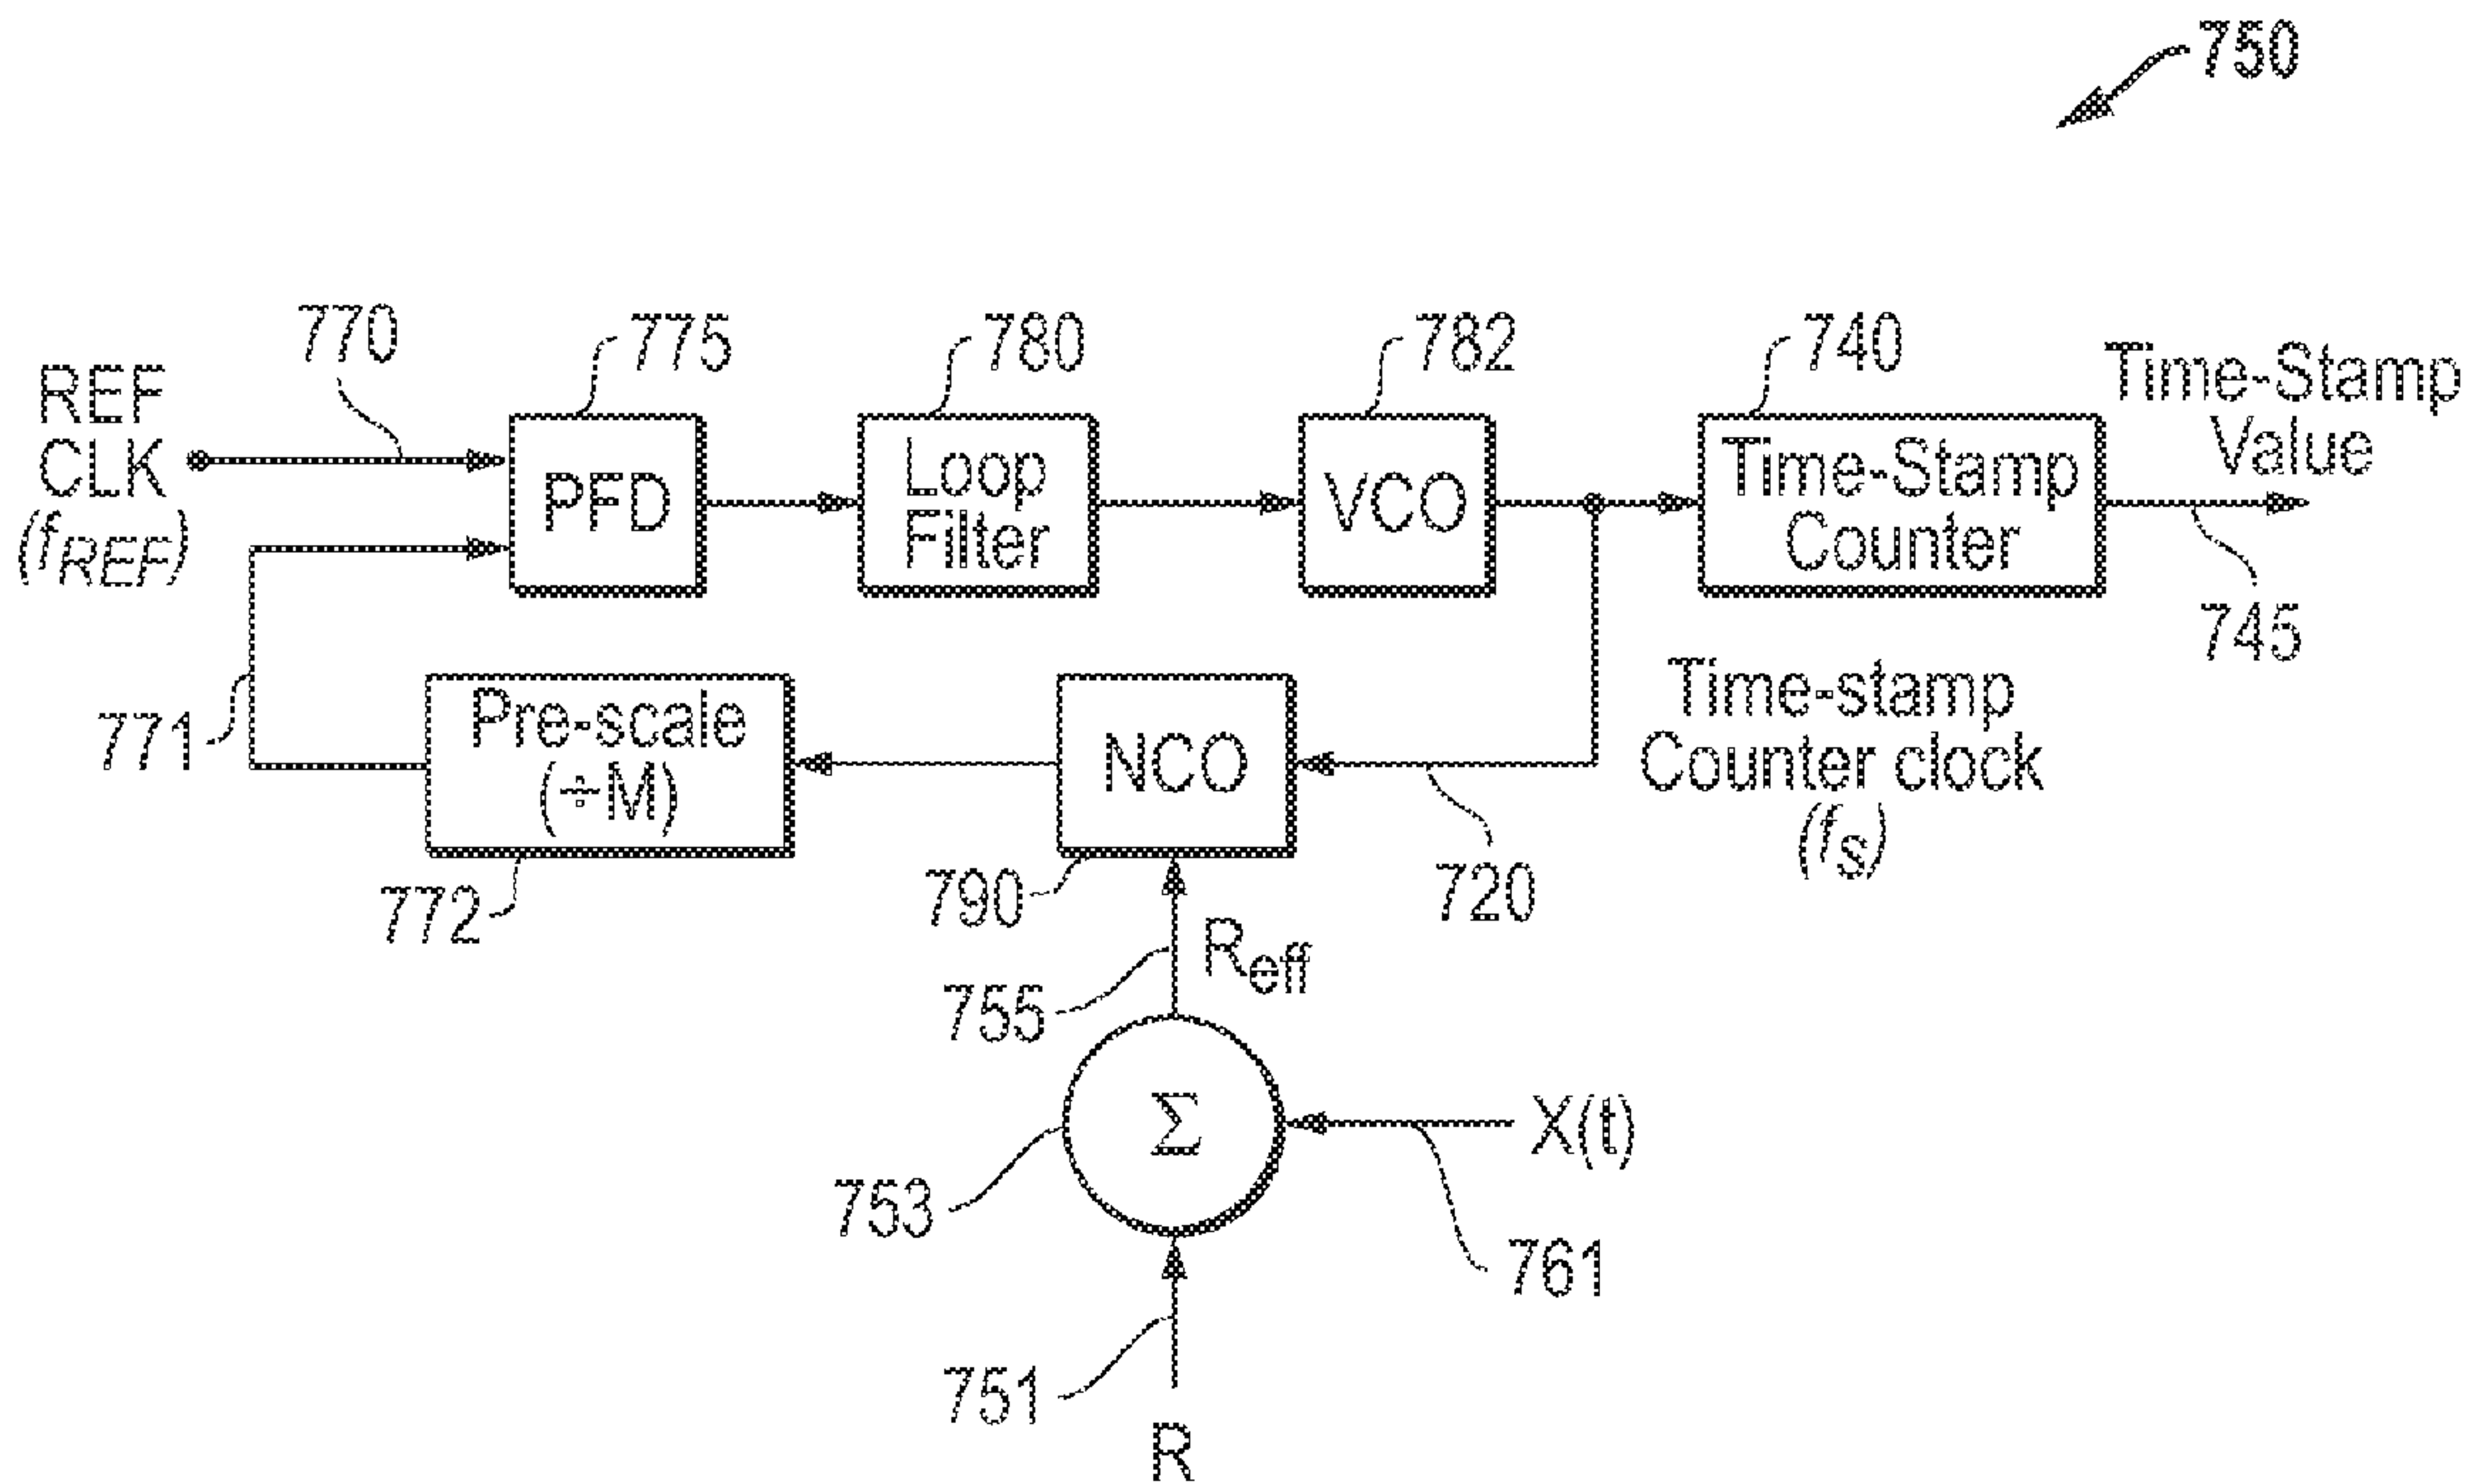 750
770
775
780
782
740
REF
CLK
(fREF)
PFD
Loop
Filter
VCO
Time-Stamp
Counter
Time-Stamp
Value
745
771
Pre-scale
(÷M)
772
NCO
790
720
Time-stamp
Counter clock
(fs)
Reff
755
Σ
753
X(t)
761
751
R